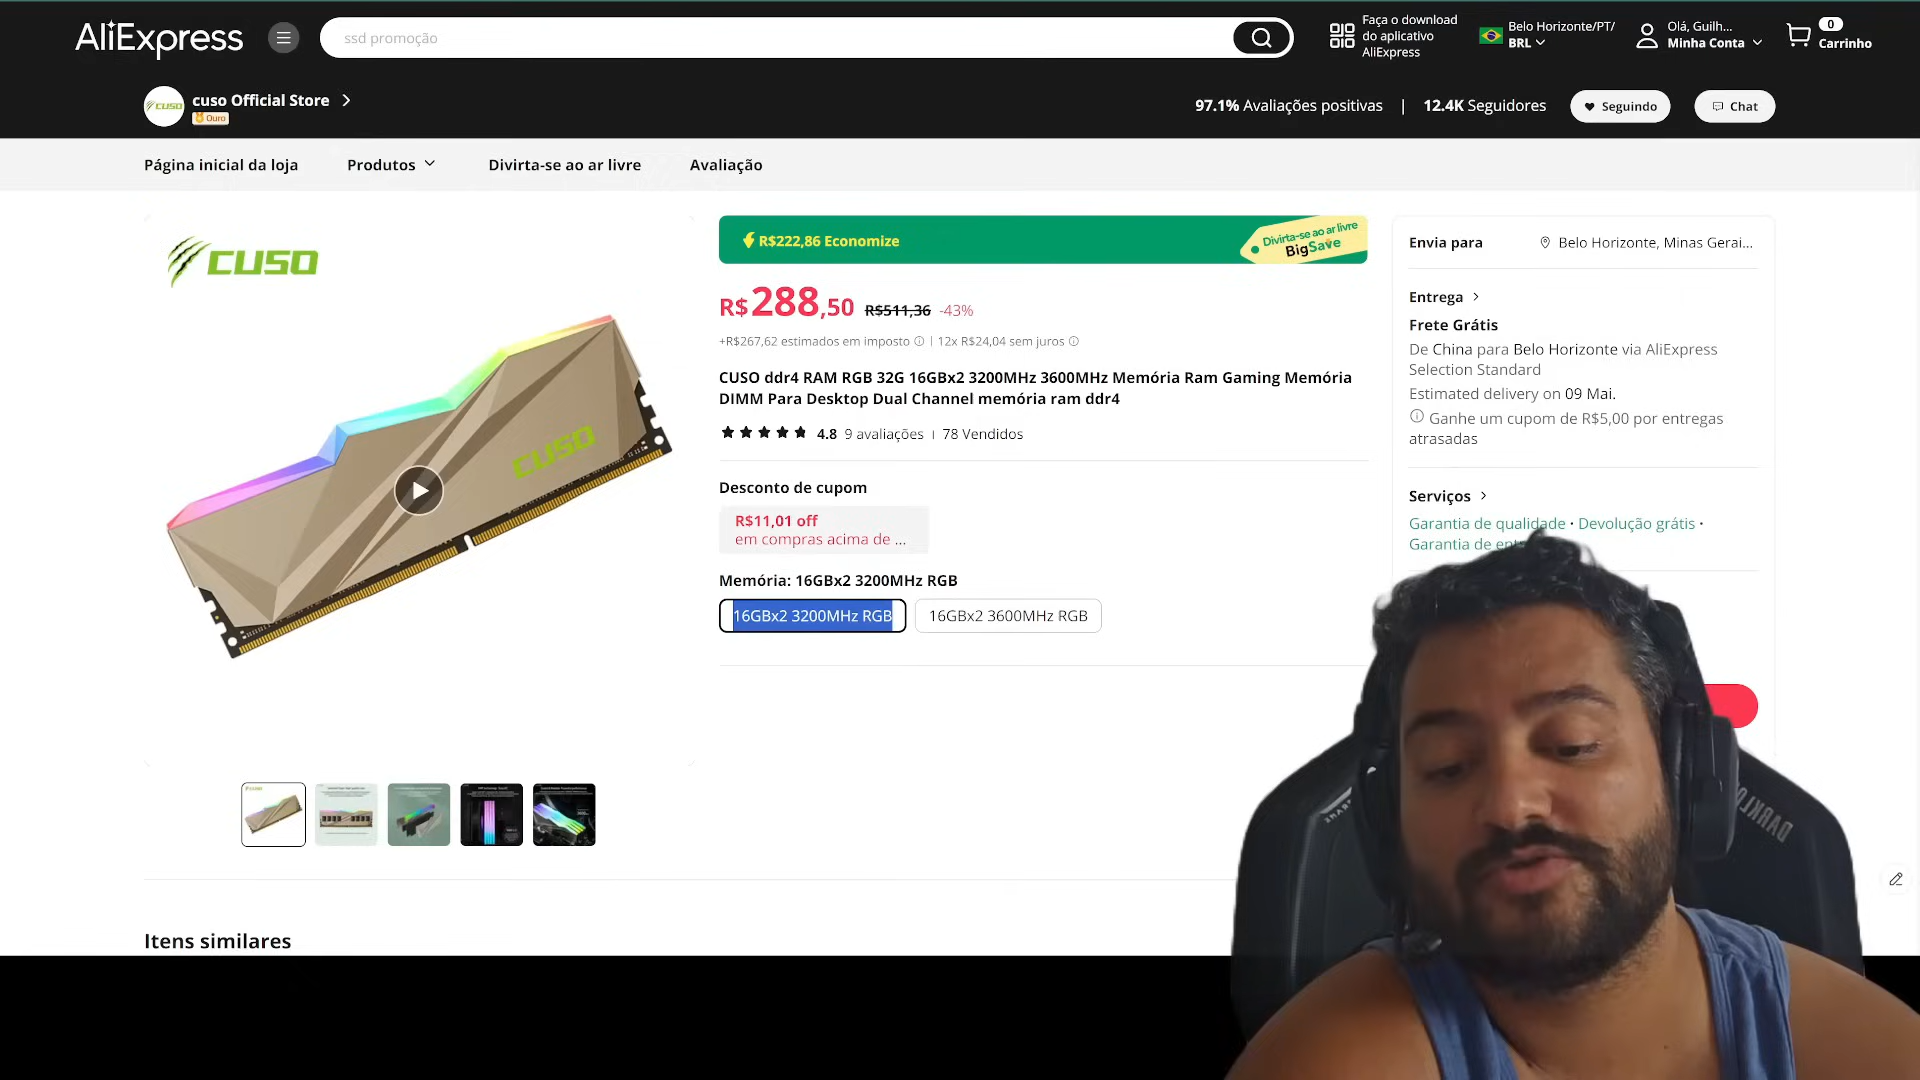 AliExpress
ssd promoção
Faça o download
do aplicativo
AliExpress
Belo Horizonte/PT/
BRL
Olá, Guilh...
Minha Conta
0
Carrinho
CUSO
cuso Official Store
Ouro
97.1% Avaliações positivas | 12.4K Seguidores
Seguindo
Chat
Página inicial da loja
Produtos
Divirta-se ao ar livre
Avaliação
CUSO
CUSO
R$222,86 Economize
Divirta-se ao ar livre
BigSave
R$288,50 R$511,36 -43%
+R$267,62 estimados em imposto | 12x R$24,04 sem juros
CUSO ddr4 RAM RGB 32G 16GBx2 3200MHz 3600MHz Memória Ram Gaming Memória
DIMM Para Desktop Dual Channel memória ram ddr4
4.8 9 avaliações | 78 Vendidos
Desconto de cupom
R$11,01 off
em compras acima de ...
Memória: 16GBx2 3200MHz RGB
16GBx2 3200MHz RGB
16GBx2 3600MHz RGB
Envia para
Belo Horizonte, Minas Gerai...
Entrega
Frete Grátis
De China para Belo Horizonte via AliExpress
Selection Standard
Estimated delivery on 09 Mai.
Ganhe um cupom de R$5,00 por entregas
atrasadas
Serviços
Garantia de qualidade · Devolução grátis ·
Garantia de
Itens similares